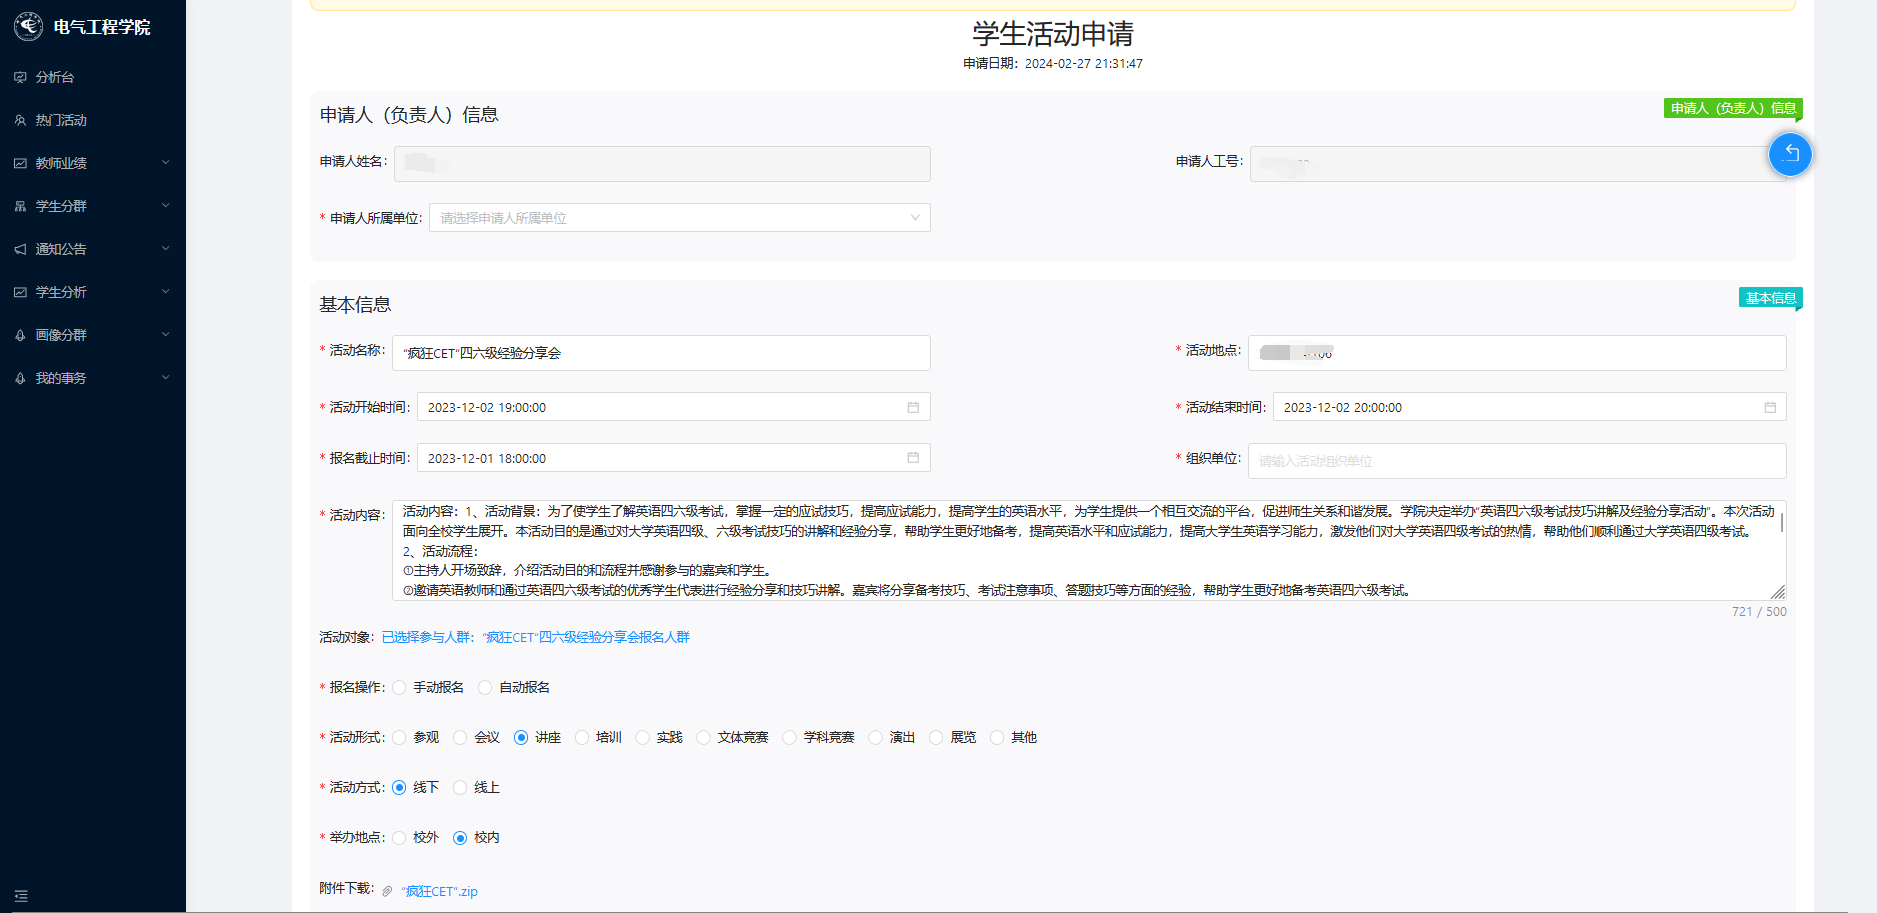 电气工程学院
分析台
热门活动
教师业绩
学生分群
通知公告
学生分析
画像分群
我的事务
学生活动申请
申请日期：2024-02-27 21:31:47
申请人（负责人）信息
申请人（负责人）信息
申请人姓名：
申请人工号：
* 申请人所属单位： 请选择申请人所属单位
基本信息
基本信息
* 活动名称： “疯狂CET”四六级经验分享会
* 活动地点：
* 活动开始时间： 2023-12-02 19:00:00
* 活动结束时间： 2023-12-02 20:00:00
* 报名截止时间： 2023-12-01 18:00:00
* 组织单位： 请输入活动组织单位
* 活动内容： 活动内容：1、活动背景：为了使学生了解英语四六级考试，掌握一定的应试技巧，提高应试能力，提高学生的英语水平，为学生提供一个相互交流的平台，促进师生关系和谐发展。学院决定举办“英语四六级考试技巧讲解及经验分享活动”。本次活动
面向全校学生展开。本活动目的是通过对大学英语四级、六级考试技巧的讲解和经验分享，帮助学生更好地备考，提高英语水平和应试能力，提高大学生英语学习能力，激发他们对大学英语四级考试的热情，帮助他们顺利通过大学英语四级考试。
2、活动流程：
①主持人开场致辞，介绍活动目的和流程并感谢参与的嘉宾和学生。
②邀请英语教师和通过英语四六级考试的优秀学生代表进行经验分享和技巧讲解。嘉宾将分享备考技巧、考试注意事项、答题技巧等方面的经验，帮助学生更好地备考英语四六级考试。
721 / 500
活动对象： 已选择参与人群：“疯狂CET”四六级经验分享会报名人群
* 报名操作： 手动报名 自动报名
* 活动形式： 参观 会议 讲座 培训 实践 文体竞赛 学科竞赛 演出 展览 其他
* 活动方式： 线下 线上
* 举办地点： 校外 校内
附件下载： “疯狂CET”.zip